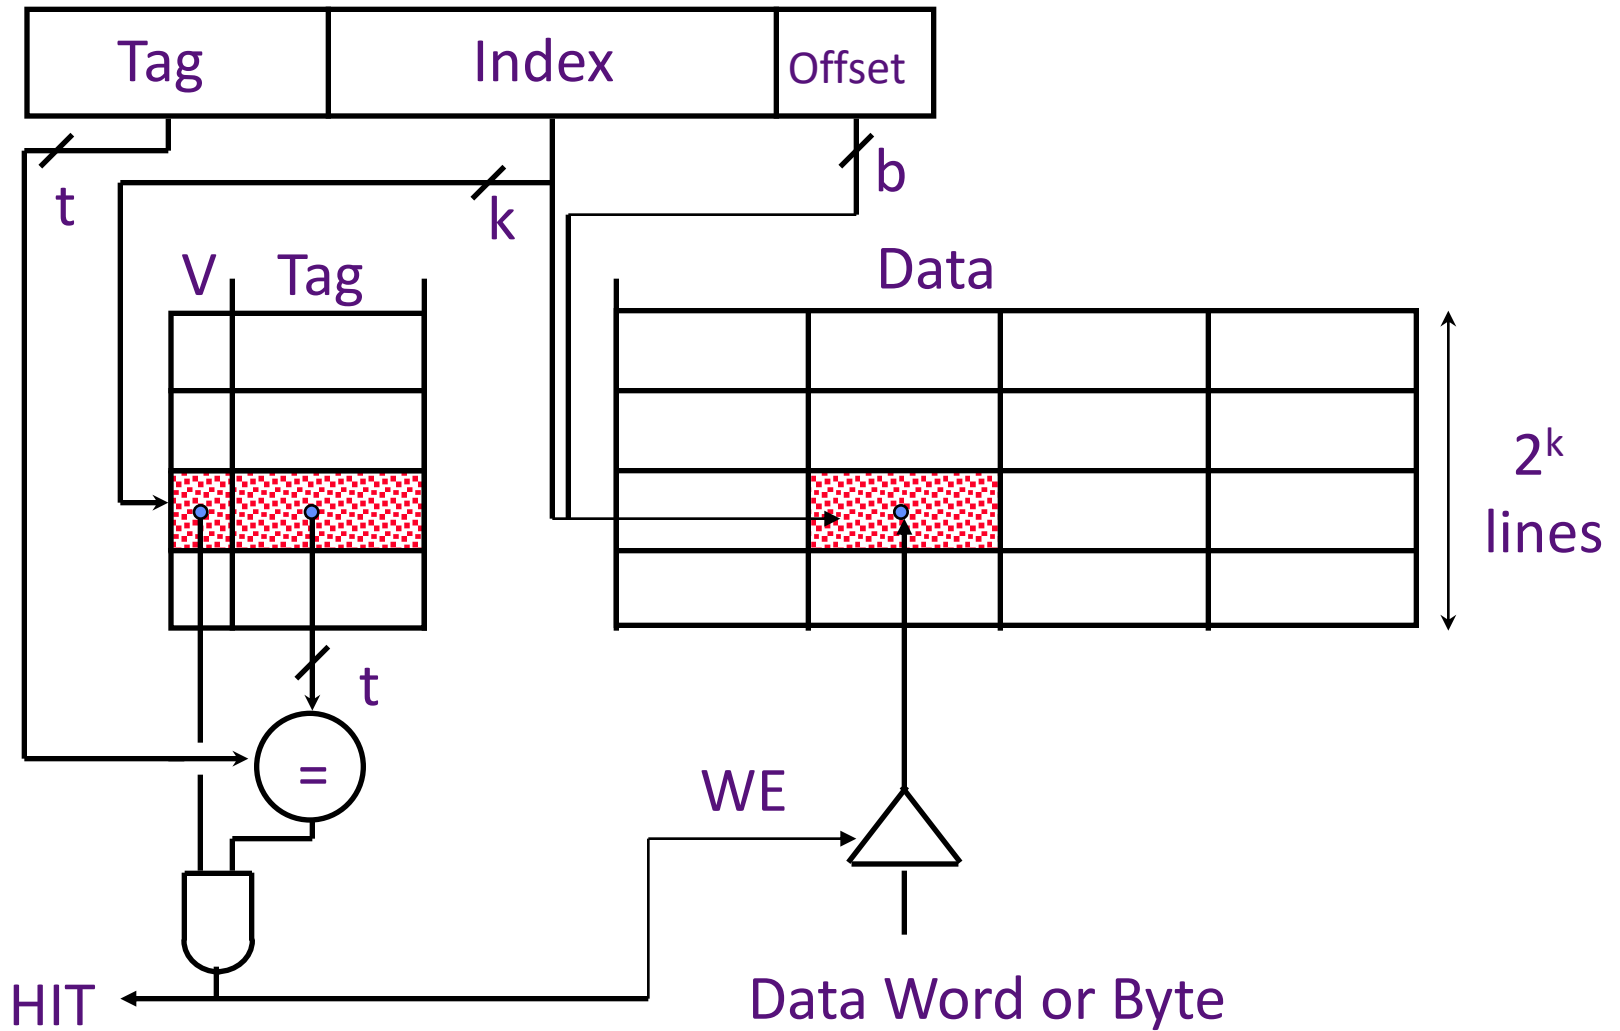 Tag Index Offset
t
k
b
V Tag
Data
2ᵏ
lines
t
=
WE
HIT
Data Word or Byte